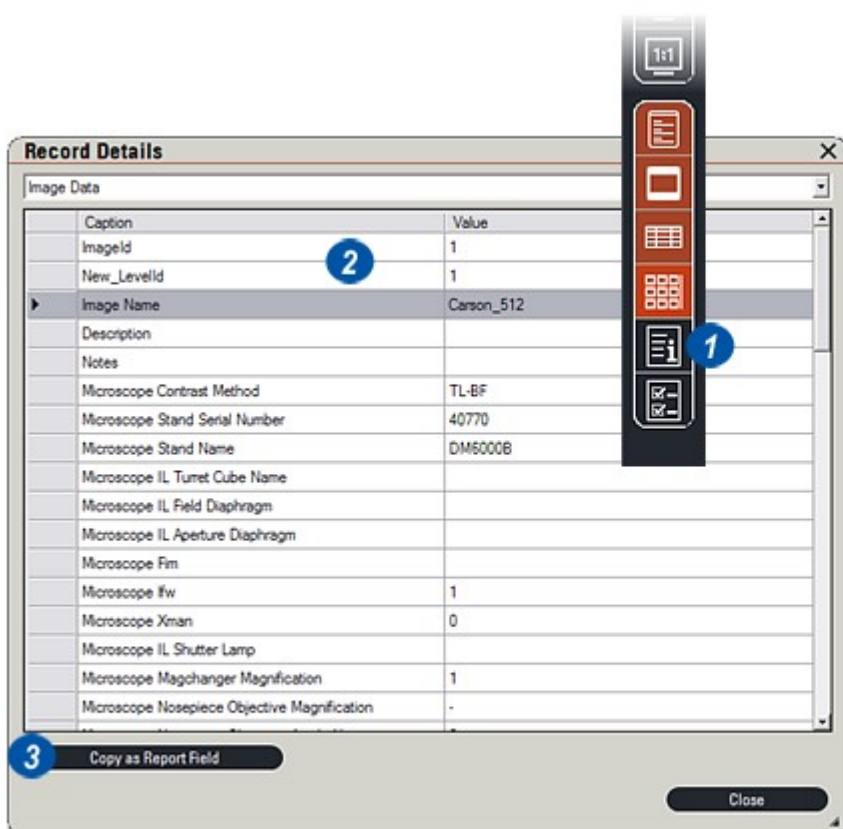 1:1
Record Details
Image Data
Caption Value
ImageId 1
2
New_LevelId 1
Image Name Carson_512
1
Description
Notes
Microscope Contrast Method TL-BF
Microscope Stand Serial Number 40770
Microscope Stand Name DM6000B
Microscope IL Turret Cube Name
Microscope IL Field Diaphragm
Microscope IL Aperture Diaphragm
Microscope Fim
Microscope Ifw 1
Microscope Xman 0
Microscope IL Shutter Lamp
Microscope Magchanger Magnification 1
Microscope Nosepiece Objective Magnification -
3 Copy as Report Field
Close